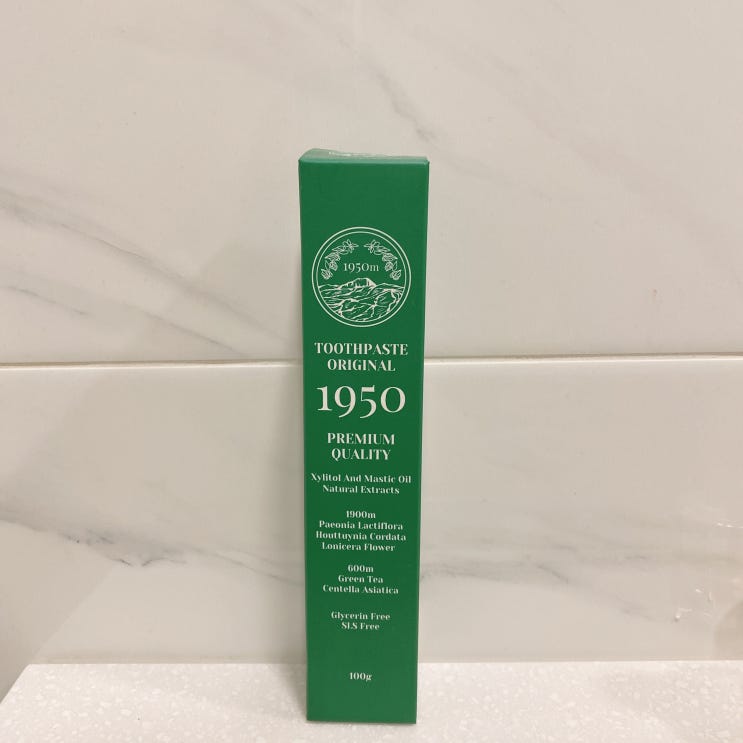 1950m
TOOTHPASTE
ORIGINAL
1950
PREMIUM
QUALITY
Xylitol And Mastic Oil
Natural Extracts
1900m
Paeonia Lactiflora
Houttuynia Cordata
Lonicera Flower
600m
Green Tea
Centella Asiatica
Glycerin Free
SLS Free
100g